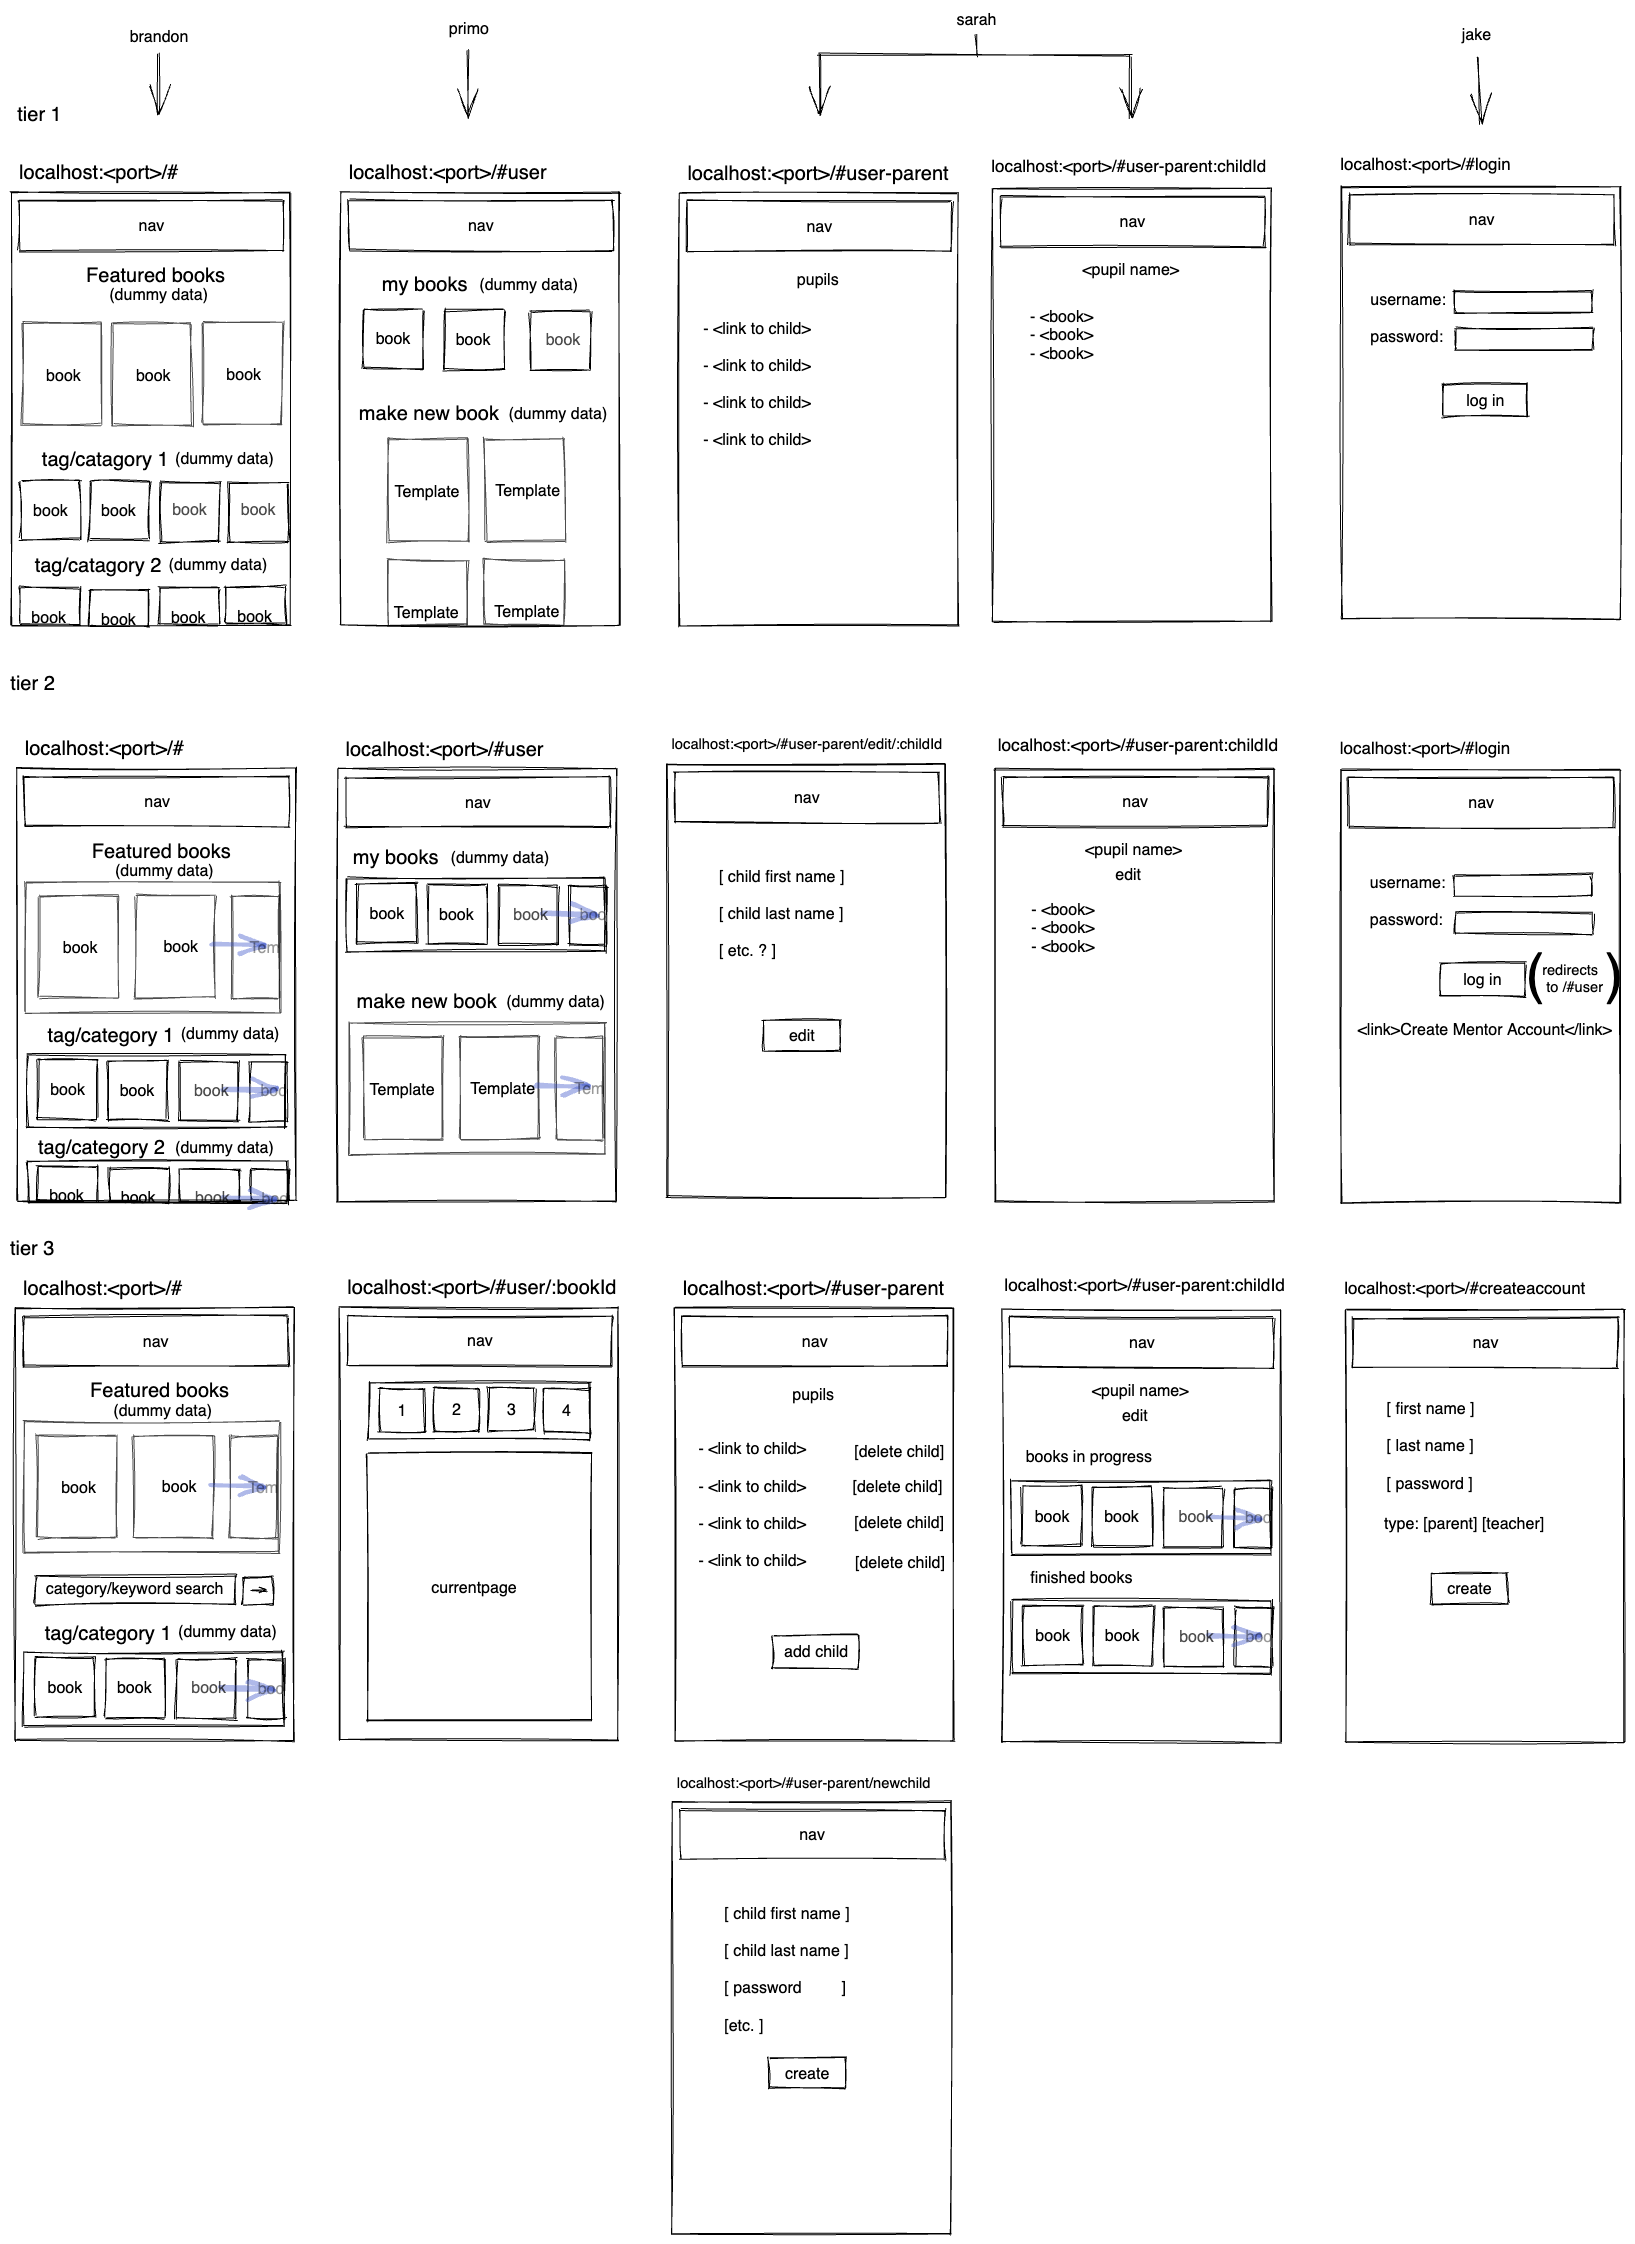 brandon
primo
sarah
jake
tier 1
localhost:<port>/#
nav
Featured books
(dummy data)
book
book
book
tag/catagory 1 (dummy data)
book
book
book
book
tag/catagory 2 (dummy data)
book
book
book
book
localhost:<port>/#user
nav
my books (dummy data)
book
book
book
make new book (dummy data)
Template
Template
Template
Template
localhost:<port>/#user-parent
nav
pupils
- <link to child>
- <link to child>
- <link to child>
- <link to child>
localhost:<port>/#user-parent:childId
nav
<pupil name>
- <book>
- <book>
- <book>
localhost:<port>/#login
nav
username:
password:
log in
tier 2
localhost:<port>/#
nav
Featured books
(dummy data)
book
book
Tem
tag/category 1 (dummy data)
book
book
book
boo
tag/category 2 (dummy data)
book
book
book
boo
localhost:<port>/#user
nav
my books (dummy data)
book
book
book
boo
make new book (dummy data)
Template
Template
Tem
localhost:<port>/#user-parent/edit/:childId
nav
[ child first name ]
[ child last name ]
[ etc. ? ]
edit
localhost:<port>/#user-parent:childId
nav
<pupil name>
edit
- <book>
- <book>
- <book>
localhost:<port>/#login
nav
username:
password:
log in
(redirects
to /#user)
<link>Create Mentor Account</link>
tier 3
localhost:<port>/#
nav
Featured books
(dummy data)
book
book
Tem
category/keyword search
tag/category 1 (dummy data)
book
book
book
boo
localhost:<port>/#user/:bookId
nav
1
2
3
4
currentpage
localhost:<port>/#user-parent
nav
pupils
- <link to child> [delete child]
- <link to child> [delete child]
- <link to child> [delete child]
- <link to child> [delete child]
add child
localhost:<port>/#user-parent:childId
nav
<pupil name>
edit
books in progress
book
book
book
boo
finished books
book
book
book
boo
localhost:<port>/#createaccount
nav
[ first name ]
[ last name ]
[ password ]
type: [parent] [teacher]
create
localhost:<port>/#user-parent/newchild
nav
[ child first name ]
[ child last name ]
[ password ]
[etc. ]
create